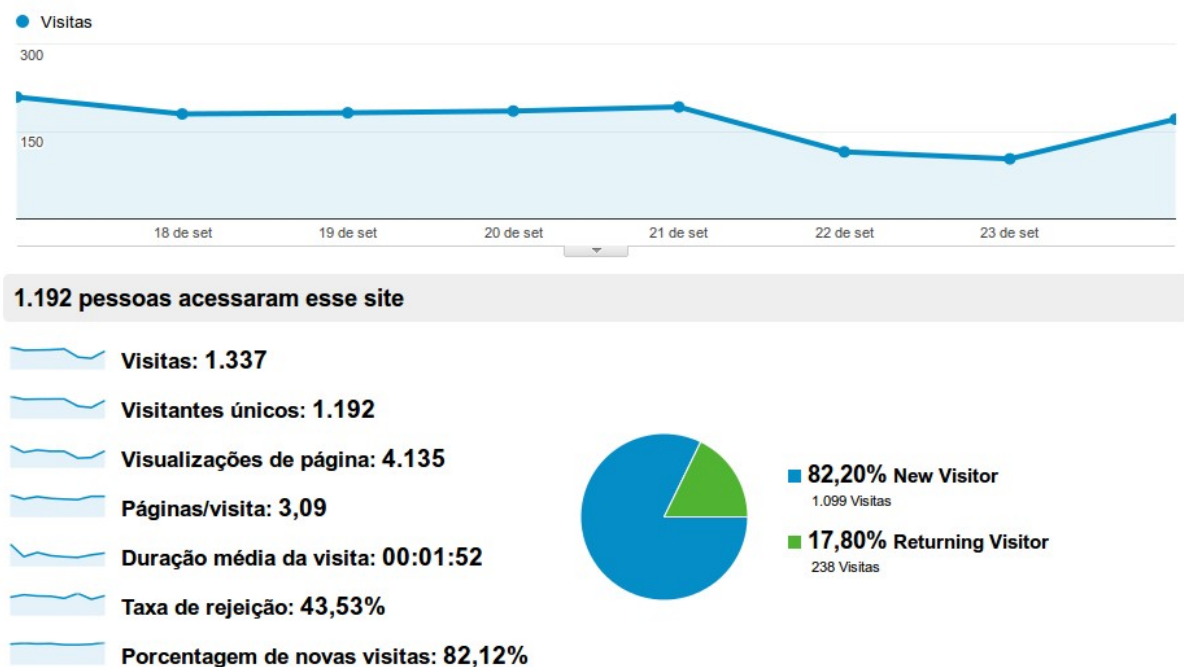 Visitas
300
150
18 de set
19 de set
20 de set
21 de set
22 de set
23 de set
1.192 pessoas acessaram esse site
Visitas: 1.337
Visitantes únicos: 1.192
Visualizações de página: 4.135
Páginas/visita: 3,09
Duração média da visita: 00:01:52
Taxa de rejeição: 43,53%
Porcentagem de novas visitas: 82,12%
82,20% New Visitor
1.099 Visitas
17,80% Returning Visitor
238 Visitas